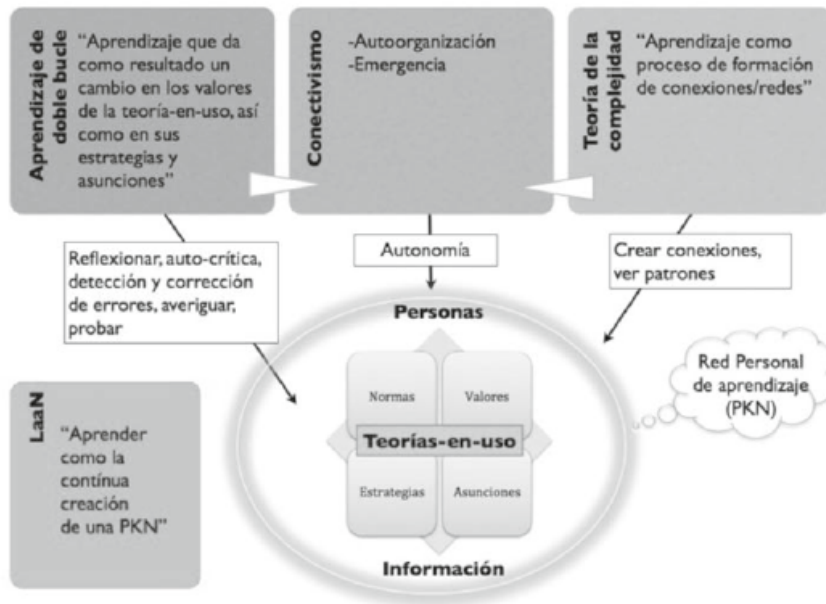 Aprendizaje de
doble bucle
“Aprendizaje que da
como resultado un
cambio en los valores
de la teoría-en-uso, así
como en sus
estrategias y
asunciones”
Conectivismo
-Autoorganización
-Emergencia
Teoría de la
complejidad
“Aprendizaje como
proceso de formación
de conexiones/redes”
Reflexionar, auto-crítica,
detección y corrección
de errores, averiguar,
probar
Autonomía
Crear conexiones,
ver patrones
Personas
Normas
Valores
Teorías-en-uso
Estrategias
Asunciones
Información
Red Personal
de aprendizaje
(PKN)
LaaN
“Aprender
como la
contínua
creación
de una PKN”